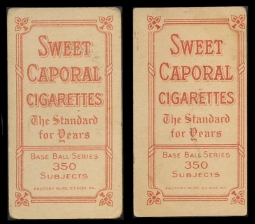 SWEET
CAPORAL
CIGARETTES
The Standard
for Years
BASE BALL SERIES
350
SUBJECTS
SWEET
CAPORAL
CIGARETTES
The Standard
for Years
BASE BALL SERIES
350
SUBJECTS